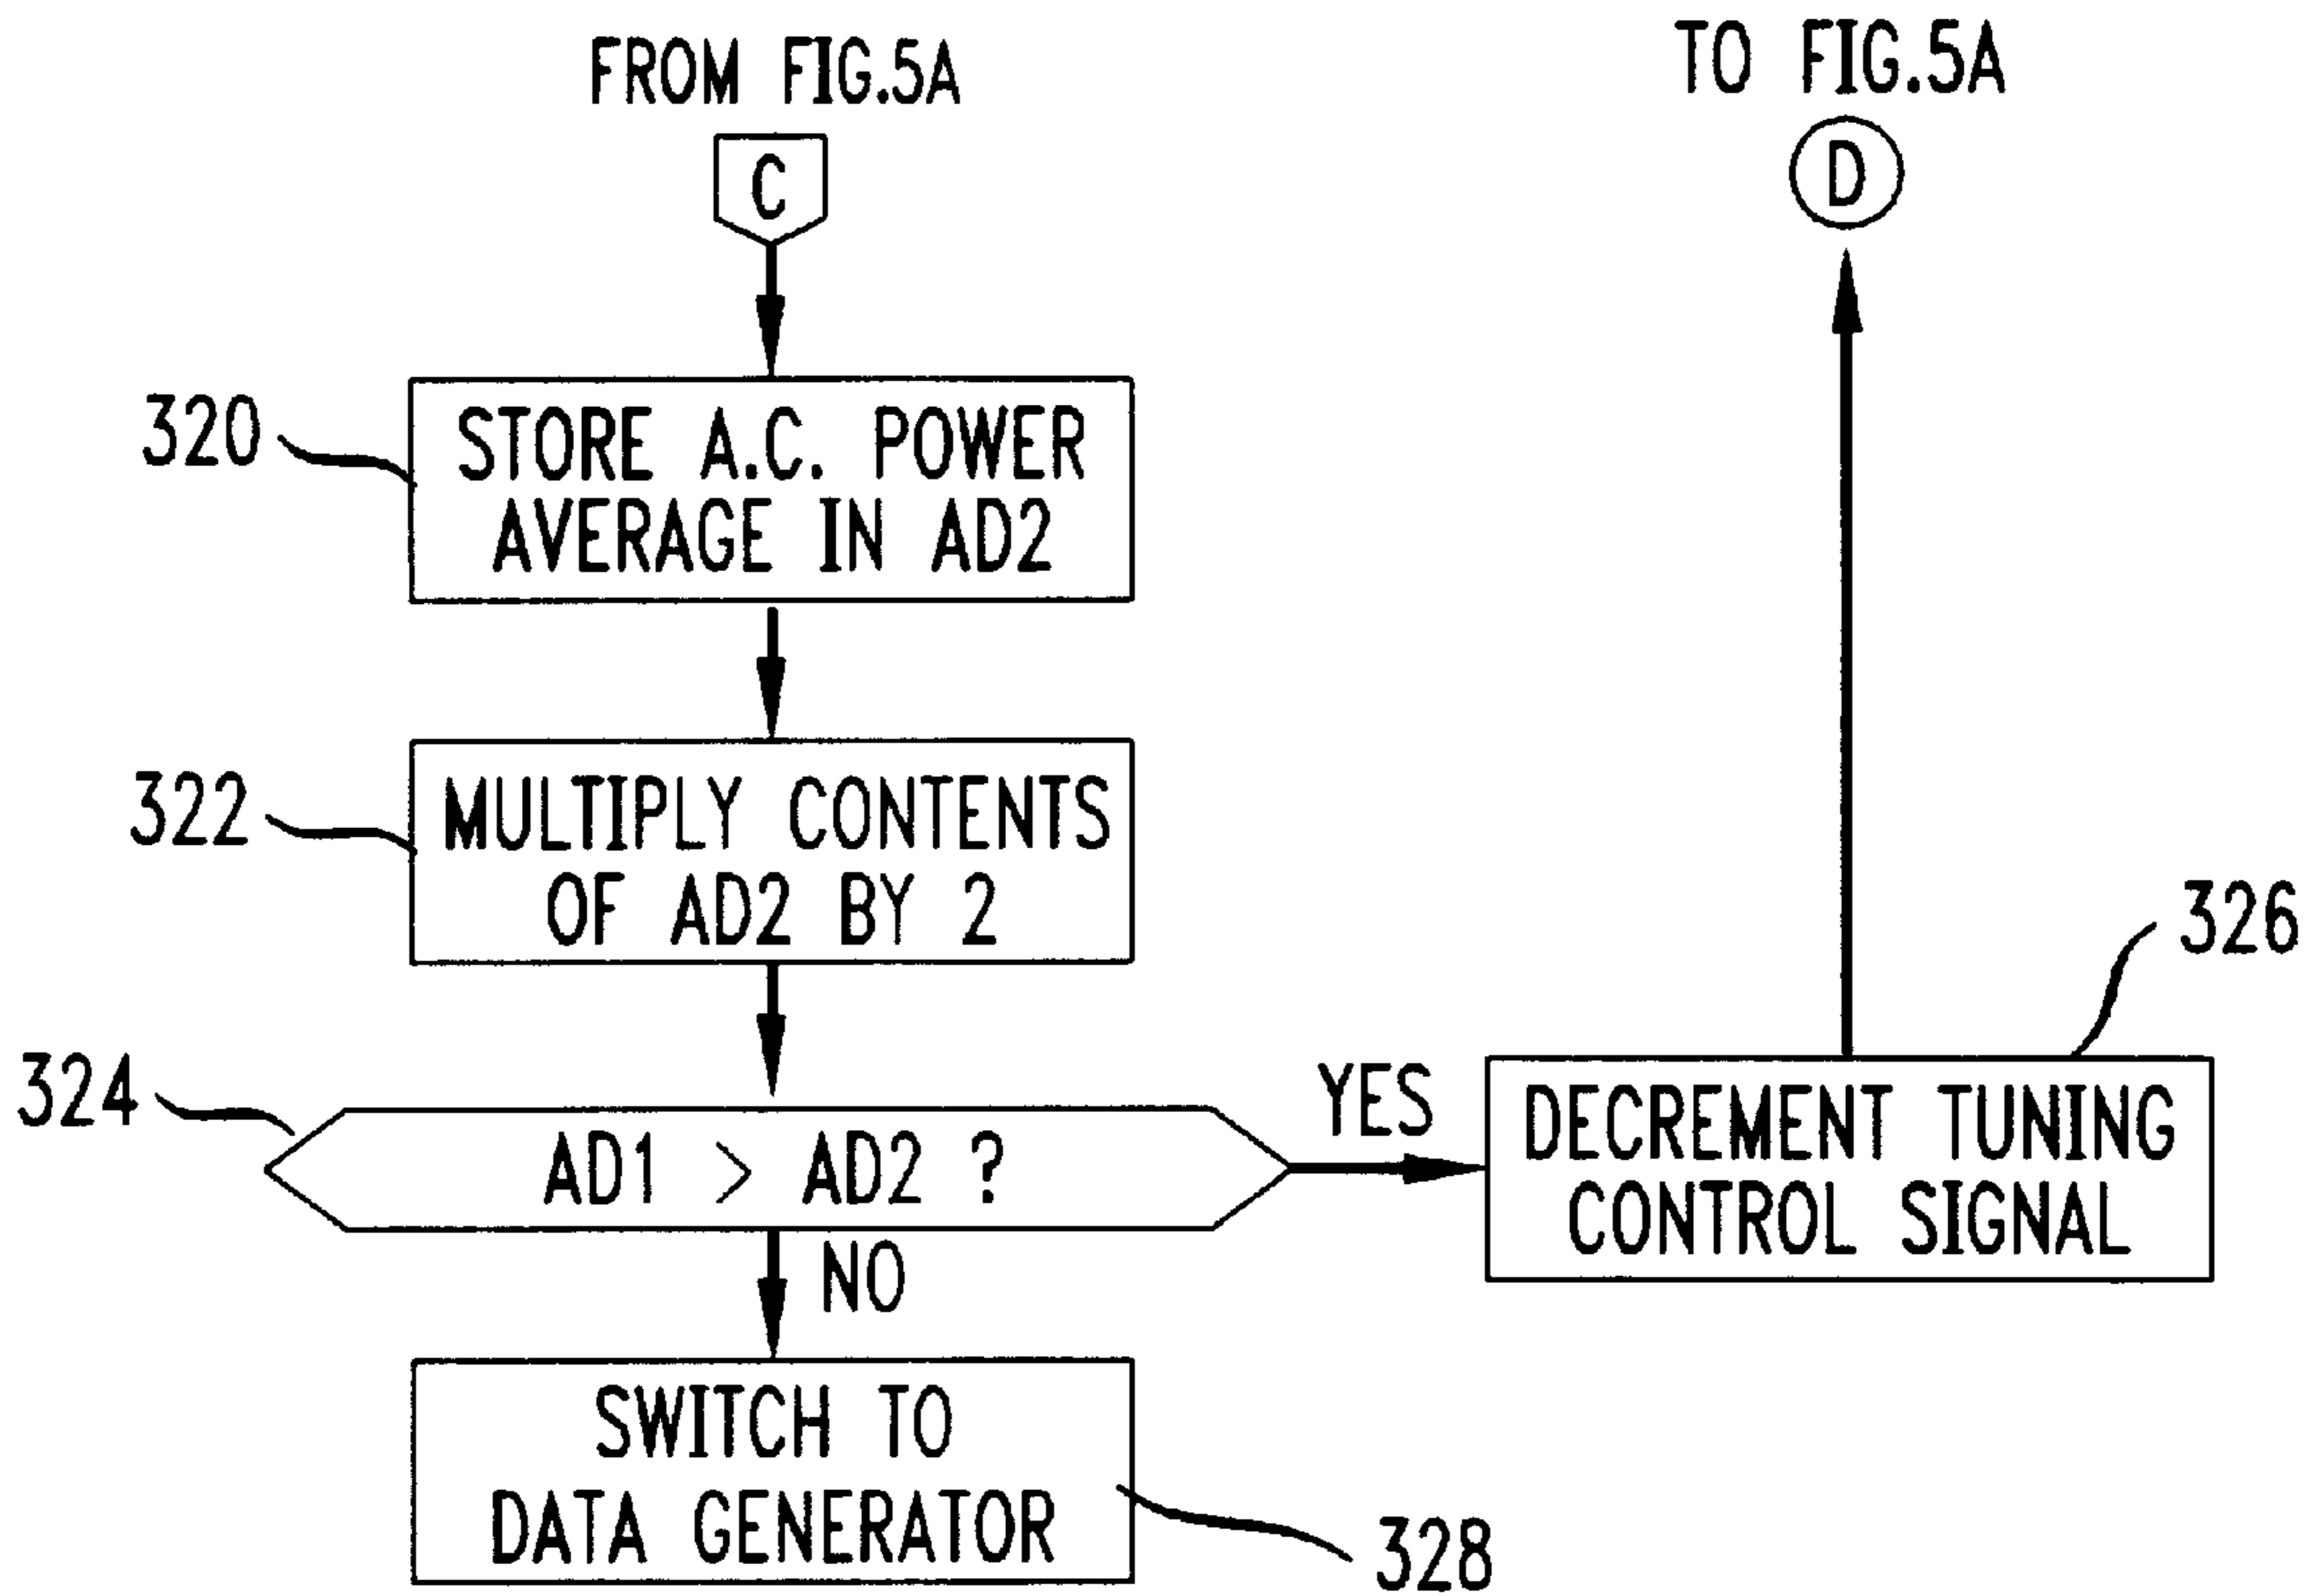 FROM FIG.5A
C
320
STORE A.C. POWER
AVERAGE IN AD2
322
MULTIPLY CONTENTS
OF AD2 BY 2
324
AD1 > AD2 ?
YES
NO
SWITCH TO
DATA GENERATOR
328
TO FIG.5A
D
326
DECREMENT TUNING
CONTROL SIGNAL